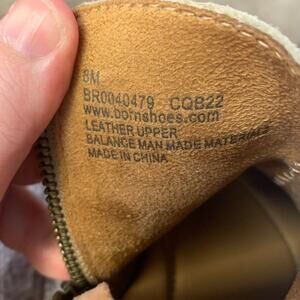 8M
BR0040479 CQB22
www.bornshoes.com
LEATHER UPPER
BALANCE MAN MADE MATERIALS
MADE IN CHINA